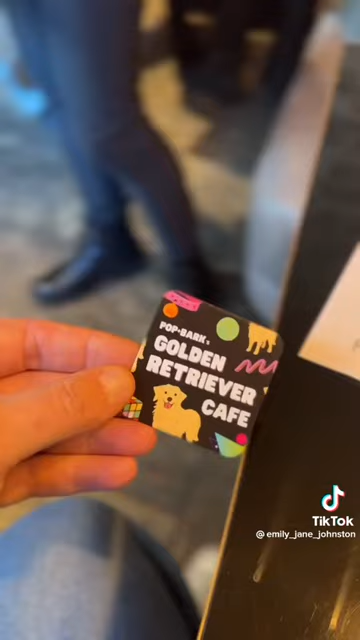 POP•BARK's
GOLDEN
RETRIEVER
CAFE
TikTok
@emily_jane_johnston